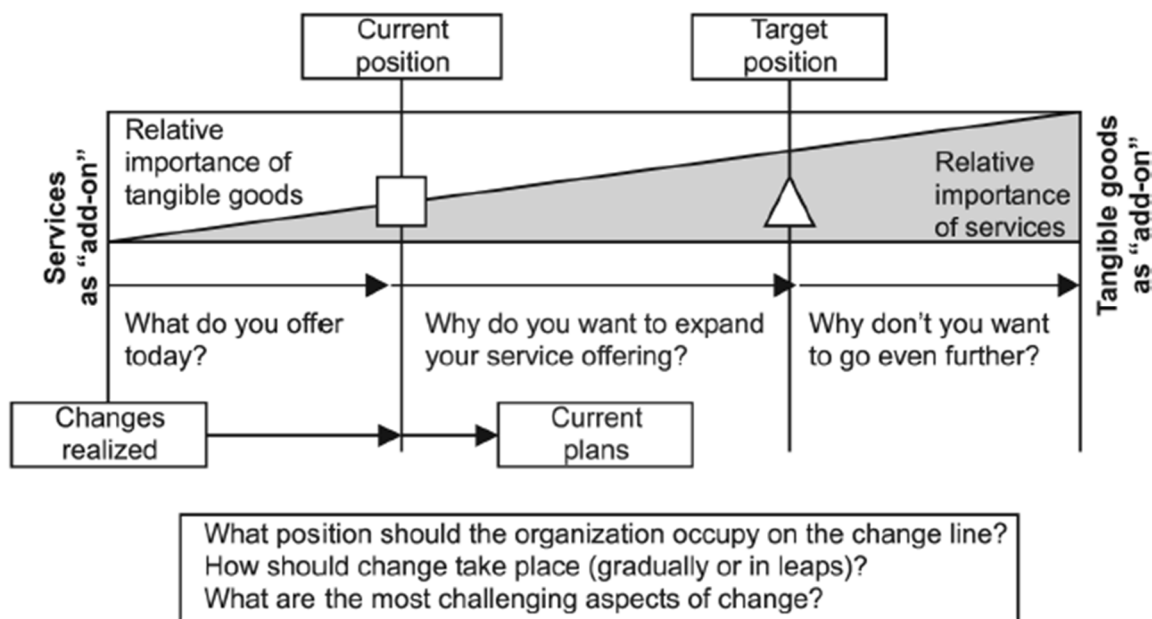 Current
position
Target
position
Services
as “add-on”
Relative
importance of
tangible goods
Relative
importance
of services
Tangible goods
as “add-on”
What do you offer
today?
Why do you want to expand
your service offering?
Why don’t you want
to go even further?
Changes
realized
Current
plans
What position should the organization occupy on the change line?
How should change take place (gradually or in leaps)?
What are the most challenging aspects of change?